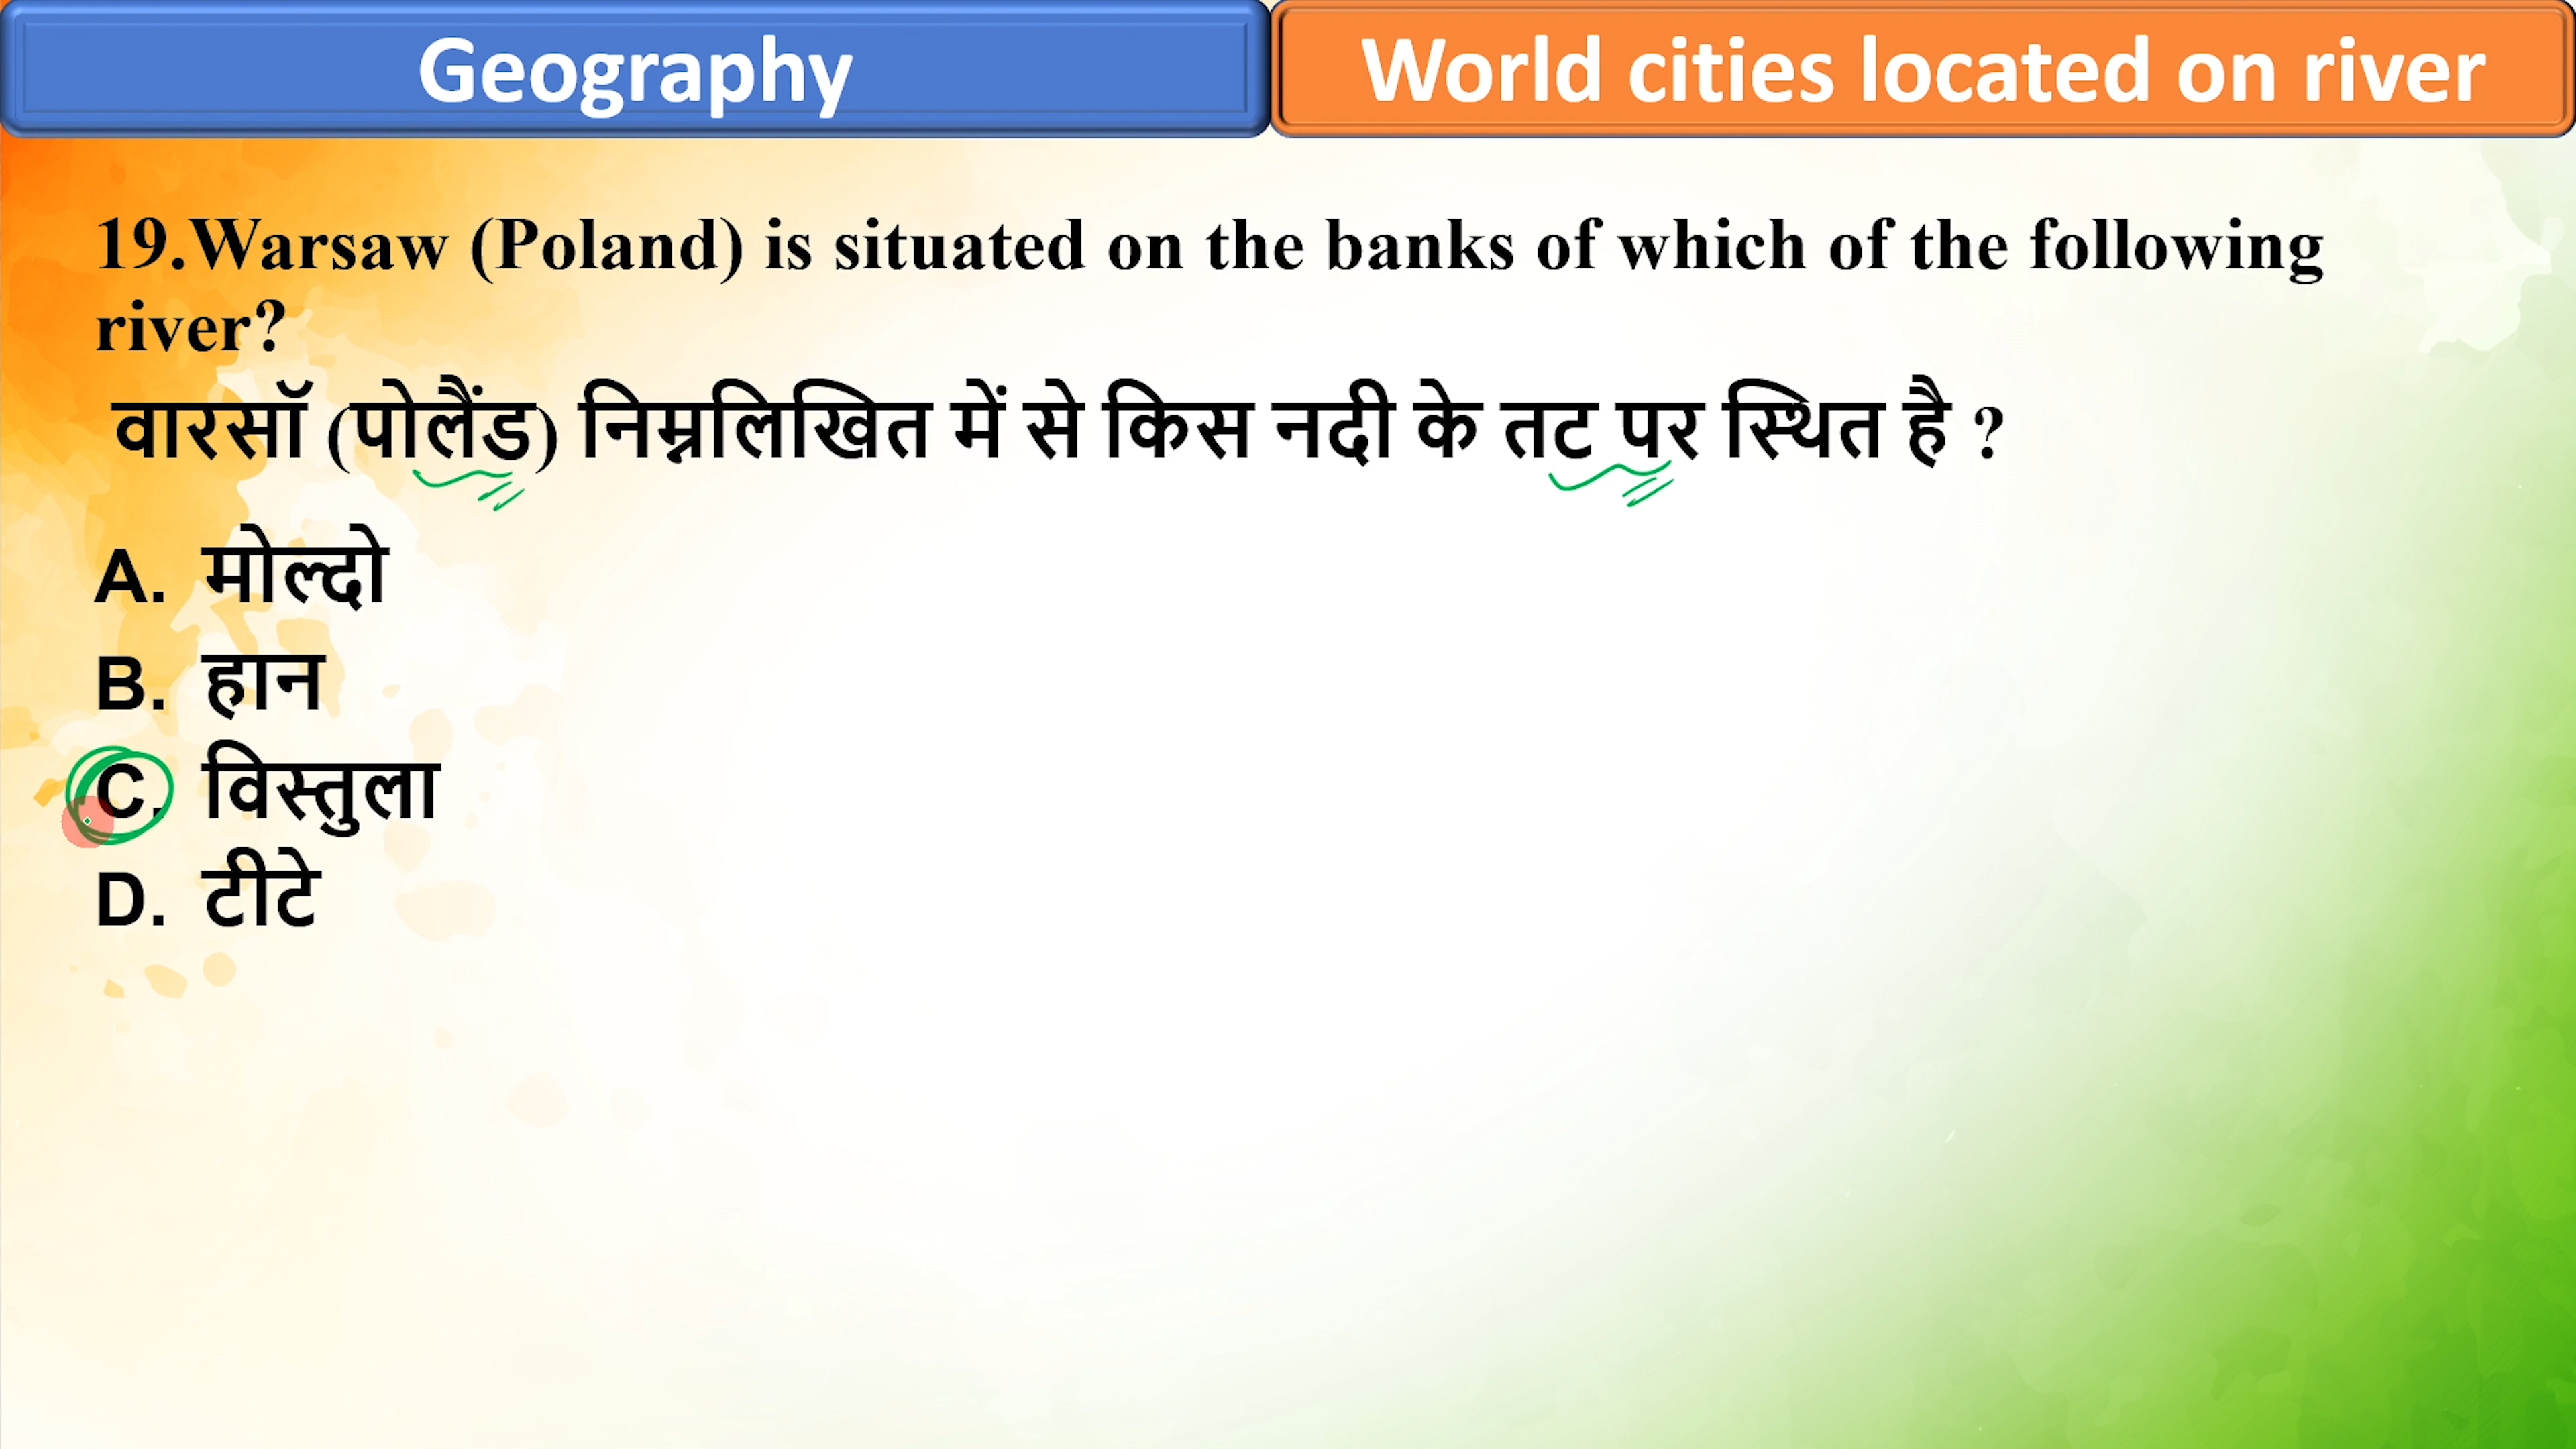 Geography
World cities located on river
19.Warsaw (Poland) is situated on the banks of which of the following
river?
वारसॉ (पोलैंड) निम्नलिखित में से किस नदी के तट पर स्थित है ?
A. मोल्दो
B. हान
C. विस्तुला
D. टीटे